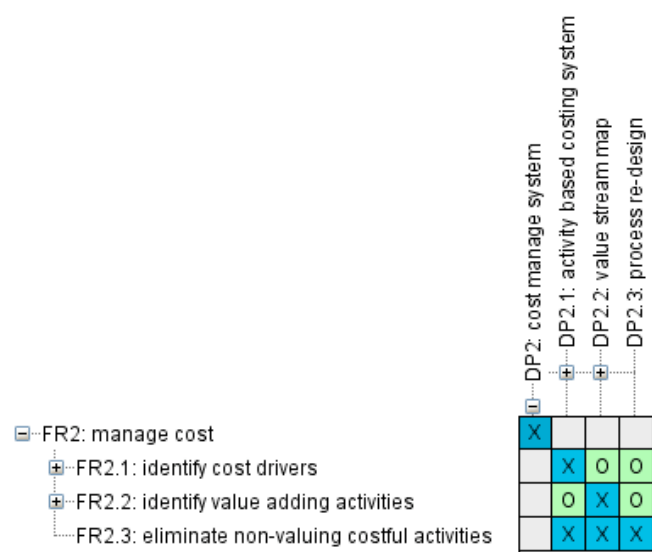 DP2: cost manage system
DP2.1: activity based costing system
DP2.2: value stream map
DP2.3: process re-design
FR2: manage cost
X
FR2.1: identify cost drivers
X O O
FR2.2: identify value adding activities
O X O
FR2.3: eliminate non-valuing costful activities
X X X